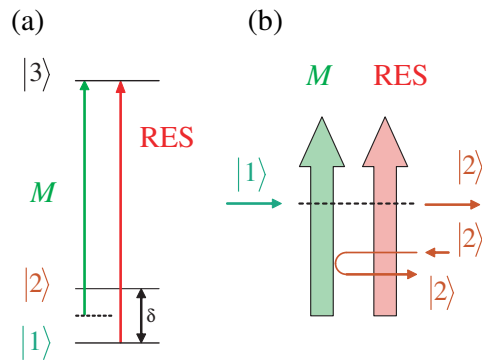 (a)
|3⟩
RES
M
|2⟩
δ
|1⟩
(b)
M RES
|1⟩
|2⟩
|2⟩
|2⟩